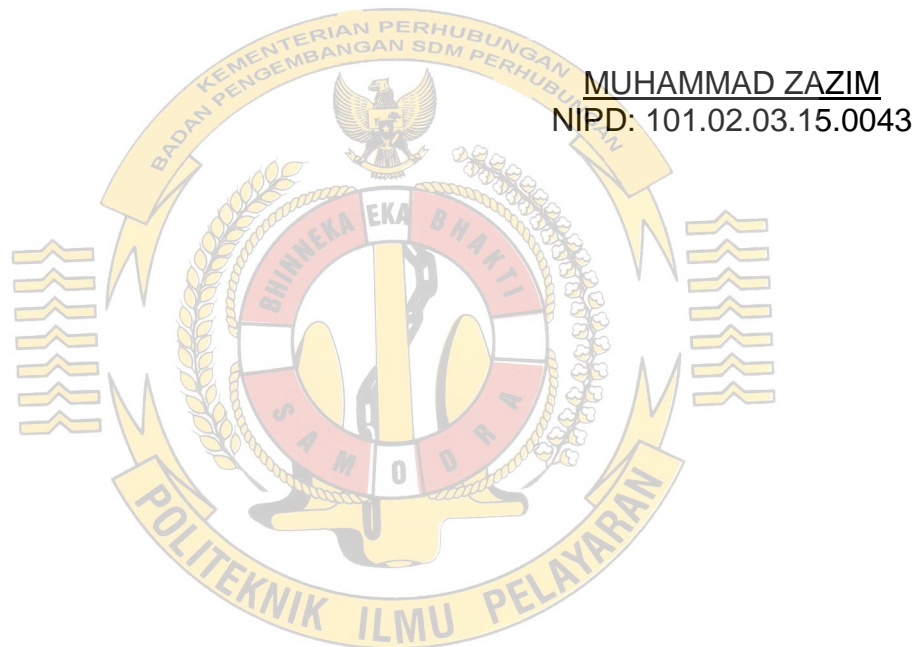 MUHAMMAD ZAZIM
NIPD: 101.02.03.15.0043
KEMENTERIAN PERHUBUNGAN
BADAN PENGEMBANGAN SDM PERHUBUNGAN
BHINNEKA EKA BHAKTI
SAMODRA
POLITEKNIK ILMU PELAYARAN